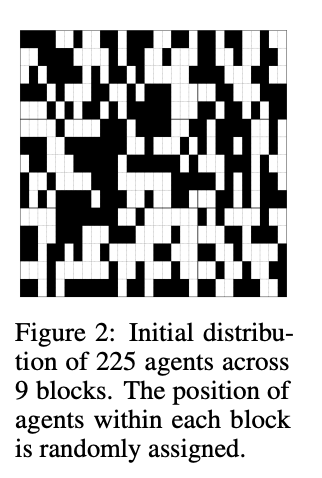 Figure 2: Initial distribu-
tion of 225 agents across
9 blocks. The position of
agents within each block
is randomly assigned.